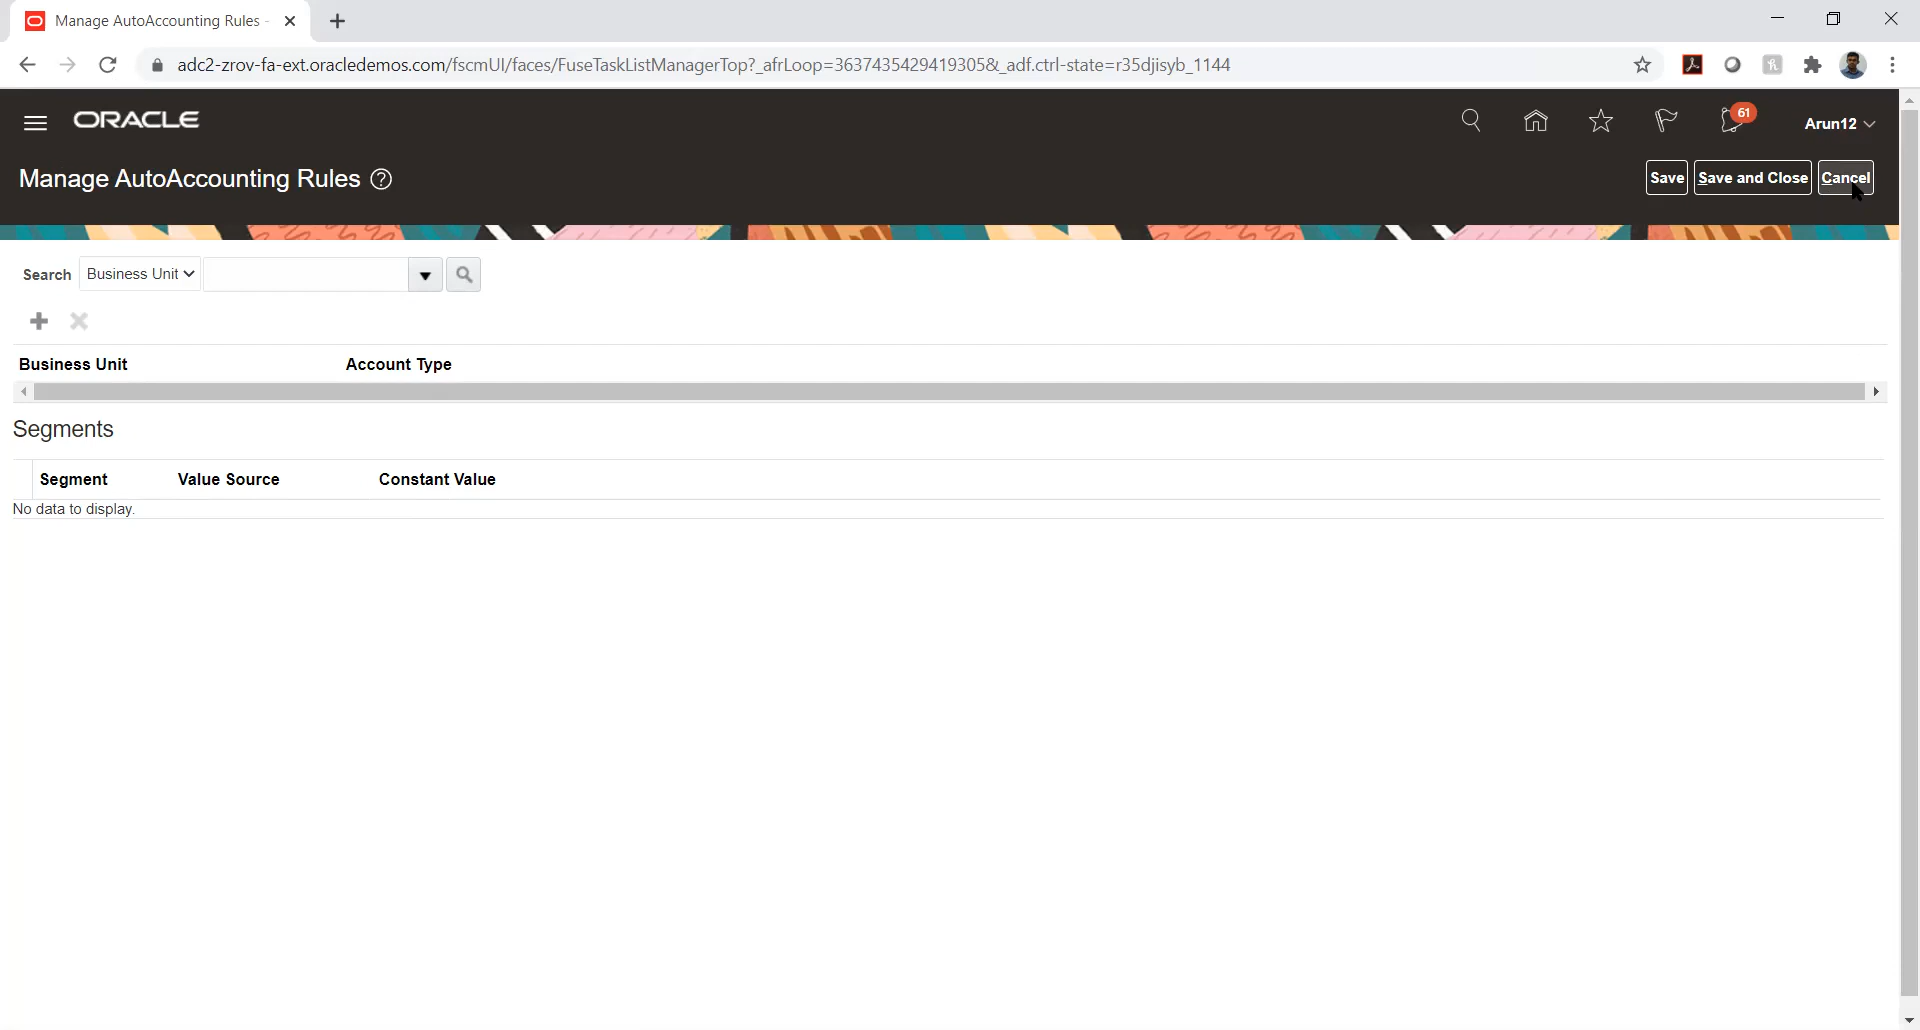 Manage AutoAccounting Rules -
adc2-zrov-fa-ext.oracledemos.com/fscmUI/faces/FuseTaskListManagerTop?_afrLoop=36374354294​19305&_adf.ctrl-state=r35djisyb_1144
ORACLE
61
Arun12
Manage AutoAccounting Rules ?
Save Save and Close Cancel
Search Business Unit
Business Unit Account Type
Segments
Segment Value Source Constant Value
No data to display.